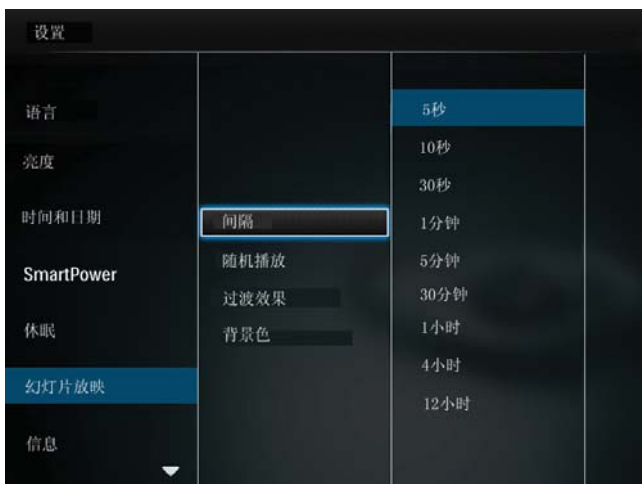 设置
语言
亮度
时间和日期
SmartPower
休眠
幻灯片放映
信息
间隔
随机播放
过渡效果
背景色
5秒
10秒
30秒
1分钟
5分钟
30分钟
1小时
4小时
12小时